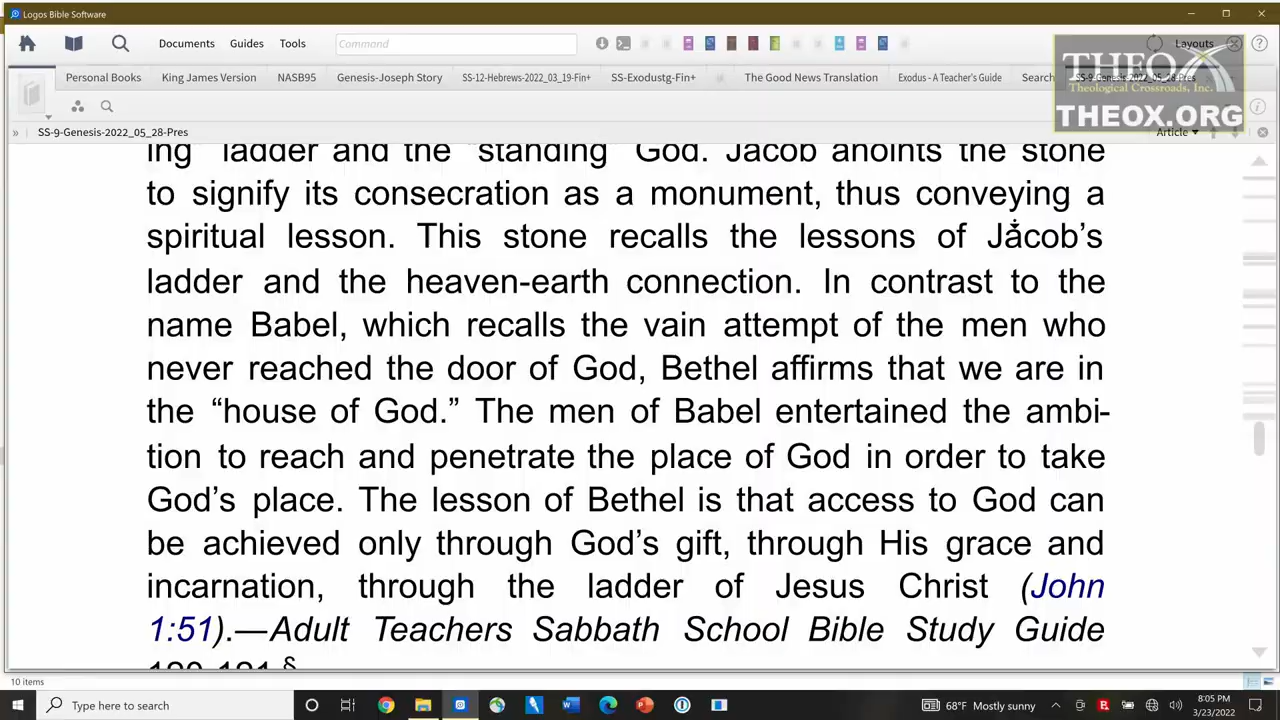 Logos Bible Software
Documents Guides Tools Command Layouts
THEOX
Theological Crossroads, Inc.
THEOX.ORG
Personal Books King James Version NASB95 Genesis SS-12-Hebrews-2022_03_19-Fin+ SS-Exodustg-Fin+ The Good News Translation Exodus - A Teacher's Guide Search SS-9-Genesis-2022_05_28-Pres
SS-9-Genesis-2022_05_28-Pres Article
ing” ladder and the “standing” God. Jacob anoints the stone
to signify its consecration as a monument, thus conveying a
spiritual lesson. This stone recalls the lessons of Jacob’s
ladder and the heaven-earth connection. In contrast to the
name Babel, which recalls the vain attempt of the men who
never reached the door of God, Bethel affirms that we are in
the “house of God.” The men of Babel entertained the ambi-
tion to reach and penetrate the place of God in order to take
God’s place. The lesson of Bethel is that access to God can
be achieved only through God’s gift, through His grace and
incarnation, through the ladder of Jesus Christ (John
1:51).—Adult Teachers Sabbath School Bible Study Guide
120-121.§
10 items
Type here to search
68°F Mostly sunny
8:05 PM
3/23/2022